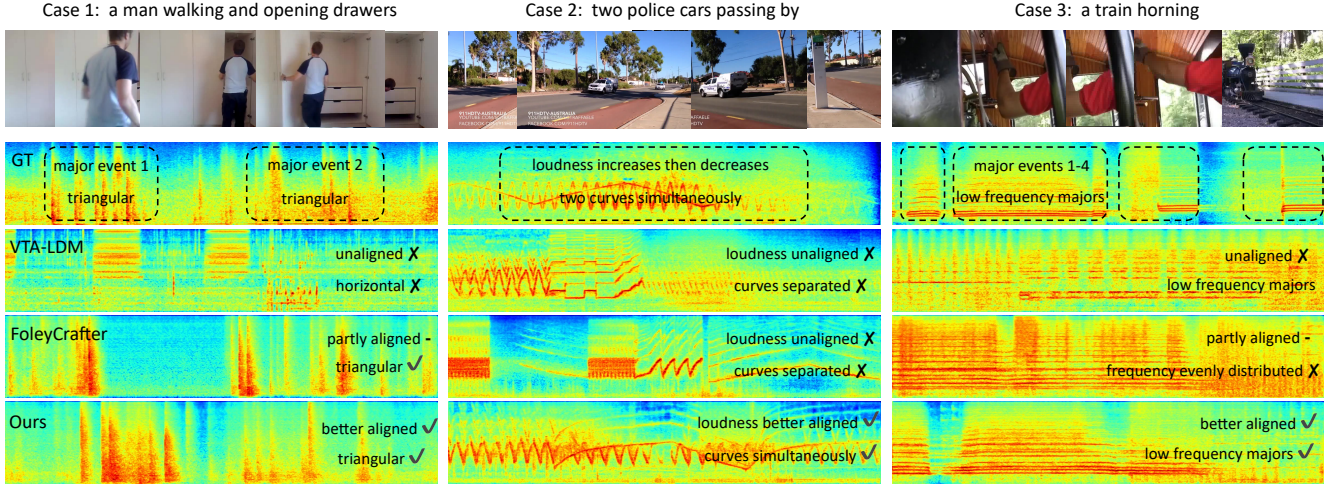 Case 1: a man walking and opening drawers
Case 2: two police cars passing by
Case 3: a train horning
911HDTV-AUSTRALIA
911HDTV-AUSTRALIA
GT
major event 1
triangular
major event 2
triangular
loudness increases then decreases
two curves simultaneously
major events 1-4
low frequency majors
VTA-LDM
unaligned ✗
horizontal ✗
loudness unaligned ✗
curves separated ✗
unaligned ✗
low frequency majors
FoleyCrafter
partly aligned -
triangular ✓
loudness unaligned ✗
curves separated ✗
partly aligned -
frequency evenly distributed ✗
Ours
better aligned ✓
triangular ✓
loudness better aligned ✓
curves simultaneously ✓
better aligned ✓
low frequency majors ✓